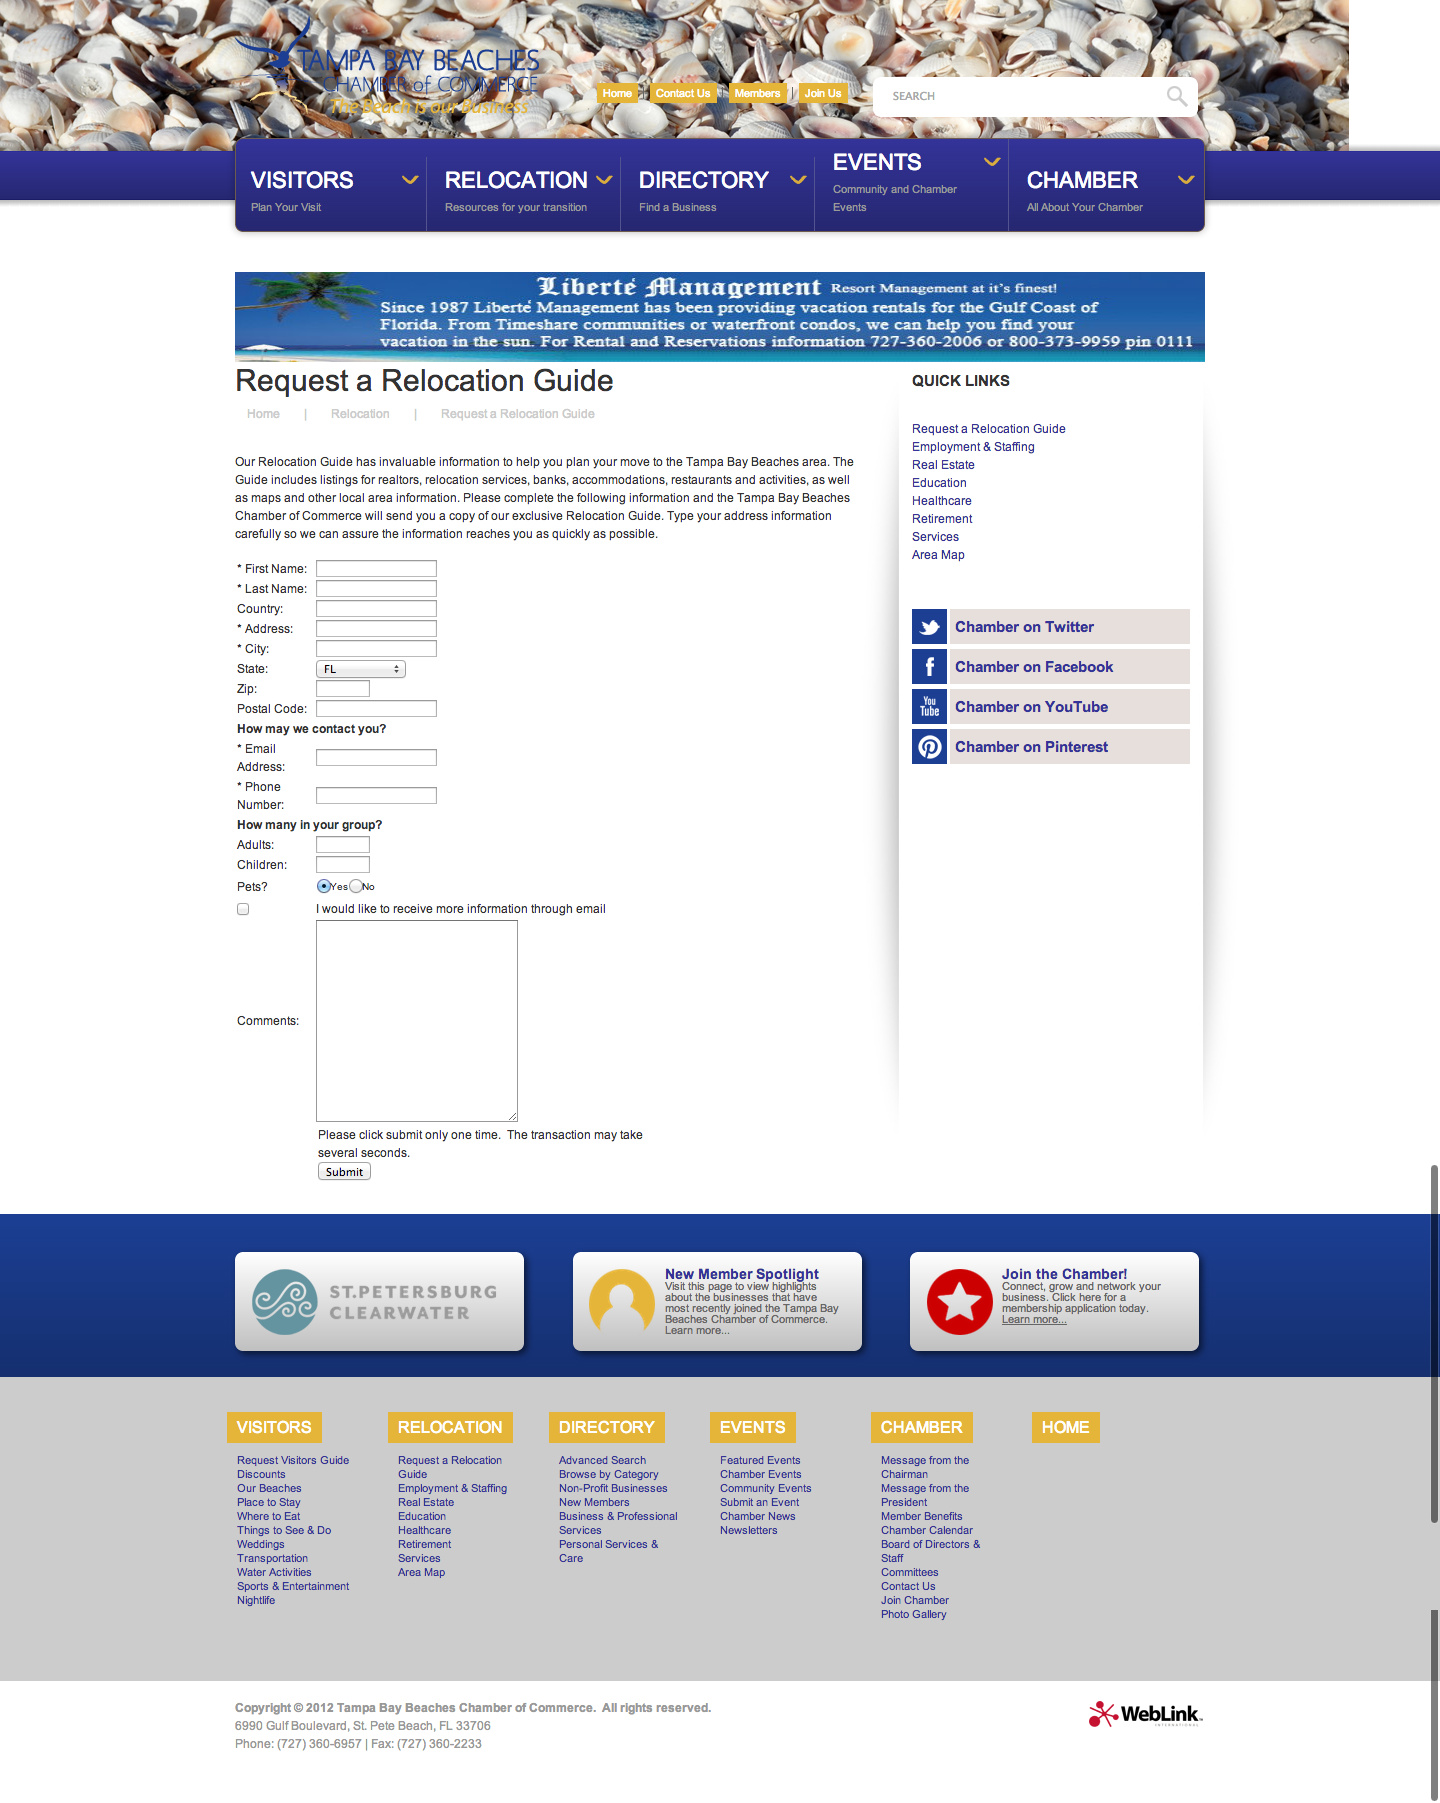 TAMPA BAY BEACHES
CHAMBER of COMMERCE
The Beach is our Business
Home | Contact Us | Members | Join Us
SEARCH
VISITORS
Plan Your Visit
RELOCATION
Resources for your transition
DIRECTORY
Find a Business
EVENTS
Community and Chamber
Events
CHAMBER
All About Your Chamber
Liberté Management Resort Management at it's finest!
Since 1987 Liberté Management has been providing vacation rentals for the Gulf Coast of
Florida. From Timeshare communities or waterfront condos, we can help you find your
vacation in the sun. For Rental and Reservations information 727-360-2006 or 800-373-9959 pin 0111
Request a Relocation Guide
Home | Relocation | Request a Relocation Guide
Our Relocation Guide has invaluable information to help you plan your move to the Tampa Bay Beaches area. The
Guide includes listings for realtors, relocation services, banks, accommodations, restaurants and activities, as well
as maps and other local area information. Please complete the following information and the Tampa Bay Beaches
Chamber of Commerce will send you a copy of our exclusive Relocation Guide. Type your address information
carefully so we can assure the information reaches you as quickly as possible.
* First Name:
* Last Name:
Country:
* Address:
* City:
State: FL
Zip:
Postal Code:
How may we contact you?
* Email
Address:
* Phone
Number:
How many in your group?
Adults:
Children:
Pets? Yes No
I would like to receive more information through email
Comments:
Please click submit only one time. The transaction may take
several seconds.
Submit
QUICK LINKS
Request a Relocation Guide
Employment & Staffing
Real Estate
Education
Healthcare
Retirement
Services
Area Map
Chamber on Twitter
f Chamber on Facebook
You
Tube
Chamber on YouTube
Chamber on Pinterest
ST.PETERSBURG
CLEARWATER
New Member Spotlight
Visit this page to view highlights
about the businesses that have
most recently joined the Tampa Bay
Beaches Chamber of Commerce.
Learn more...
Join the Chamber!
Connect, grow and network your
business. Click here for a
membership application today.
Learn more...
VISITORS
Request Visitors Guide
Discounts
Our Beaches
Place to Stay
Where to Eat
Things to See & Do
Weddings
Transportation
Water Activities
Sports & Entertainment
Nightlife
RELOCATION
Request a Relocation
Guide
Employment & Staffing
Real Estate
Education
Healthcare
Retirement
Services
Area Map
DIRECTORY
Advanced Search
Browse by Category
Non-Profit Businesses
New Members
Business & Professional
Services
Personal Services &
Care
EVENTS
Featured Events
Chamber Events
Community Events
Submit an Event
Chamber News
Newsletters
CHAMBER
Message from the
Chairman
Message from the
President
Member Benefits
Chamber Calendar
Board of Directors &
Staff
Committees
Contact Us
Join Chamber
Photo Gallery
HOME
Copyright © 2012 Tampa Bay Beaches Chamber of Commerce. All rights reserved.
6990 Gulf Boulevard, St. Pete Beach, FL 33706
Phone: (727) 360-6957 | Fax: (727) 360-2233
WebLink
INTERNATIONAL